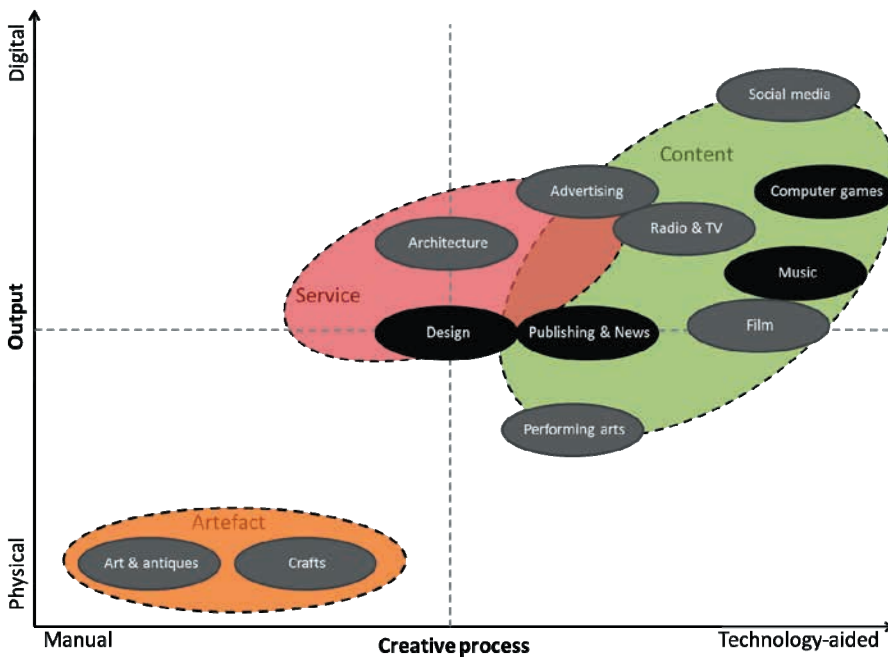 Digital
Social media
Content
Advertising
Computer games
Radio & TV
Architecture
Music
Service
Output
Design
Publishing & News
Film
Performing arts
Artefact
Art & antiques
Crafts
Physical
Manual
Creative process
Technology-aided